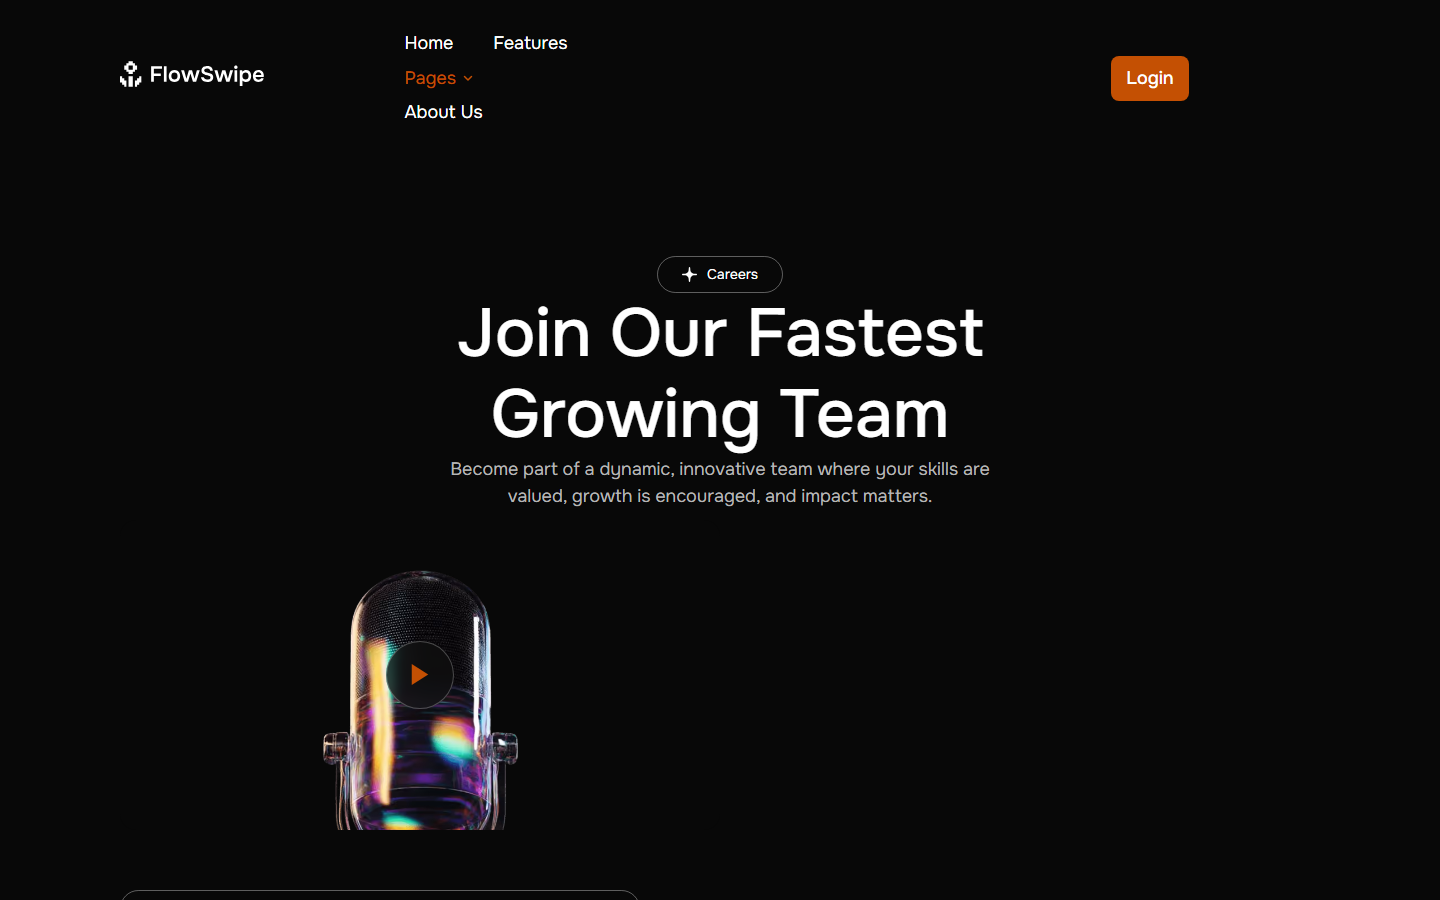 FlowSwipe
Home
Features
Pages
About Us
Login
Careers
Join Our Fastest
Growing Team
Become part of a dynamic, innovative team where your skills are
valued, growth is encouraged, and impact matters.